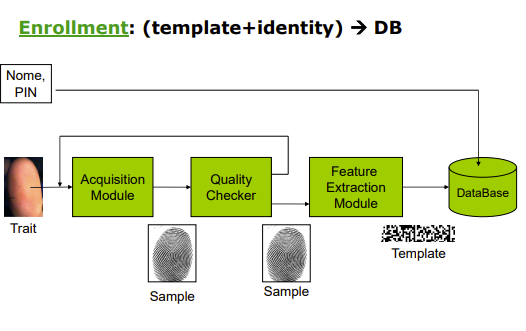 Enrollment: (template+identity) → DB
Nome,
PIN
Acquisition
Module
Quality
Checker
Feature
Extraction
Module
DataBase
Trait
Sample
Sample
Template